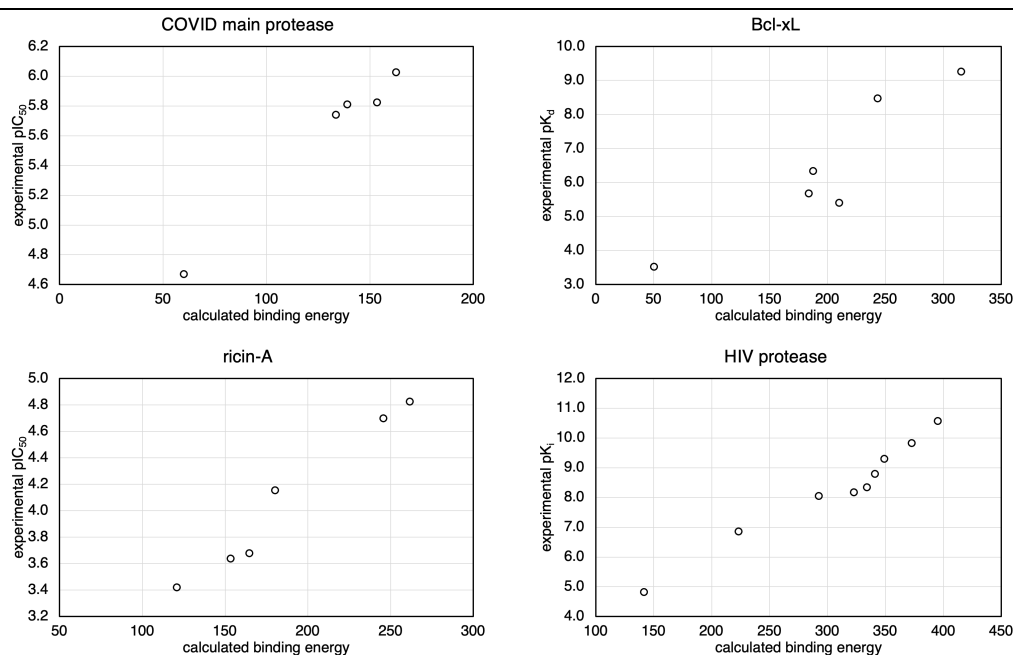 COVID main protease
experimental pIC50
6.2
6.0
5.8
5.6
5.4
5.2
5.0
4.8
4.6
0 50 100 150 200
calculated binding energy
Bcl-xL
experimental pKd
10.0
9.0
8.0
7.0
6.0
5.0
4.0
3.0
0 50 100 150 200 250 300 350
calculated binding energy
ricin-A
experimental pIC50
5.0
4.8
4.6
4.4
4.2
4.0
3.8
3.6
3.4
3.2
50 100 150 200 250 300
calculated binding energy
HIV protease
experimental pKi
12.0
11.0
10.0
9.0
8.0
7.0
6.0
5.0
4.0
100 150 200 250 300 350 400 450
calculated binding energy